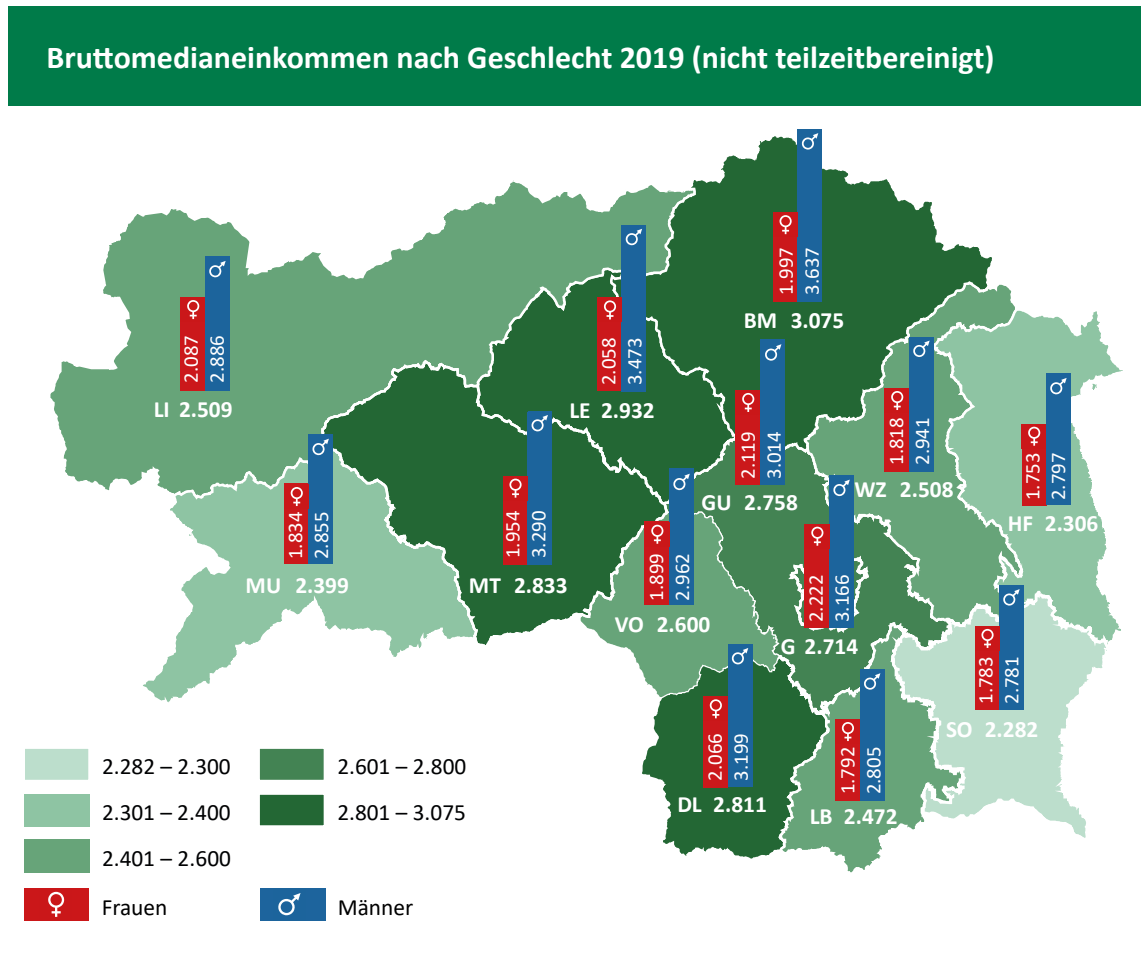 Bruttomedianeinkommen nach Geschlecht 2019 (nicht teilzeitbereinigt)
1.997
3.637
BM 3.075
2.087
2.886
LI 2.509
2.058
3.473
LE 2.932
2.119
3.014
GU 2.758
1.818
2.941
WZ 2.508
1.753
2.797
HF 2.306
1.834
2.855
MU 2.399
1.954
3.290
MT 2.833
1.899
2.962
VO 2.600
2.222
3.166
G 2.714
1.783
2.781
SO 2.282
2.066
3.199
DL 2.811
1.792
2.805
LB 2.472
2.282 – 2.300
2.301 – 2.400
2.401 – 2.600
2.601 – 2.800
2.801 – 3.075
♀ Frauen
♂ Männer